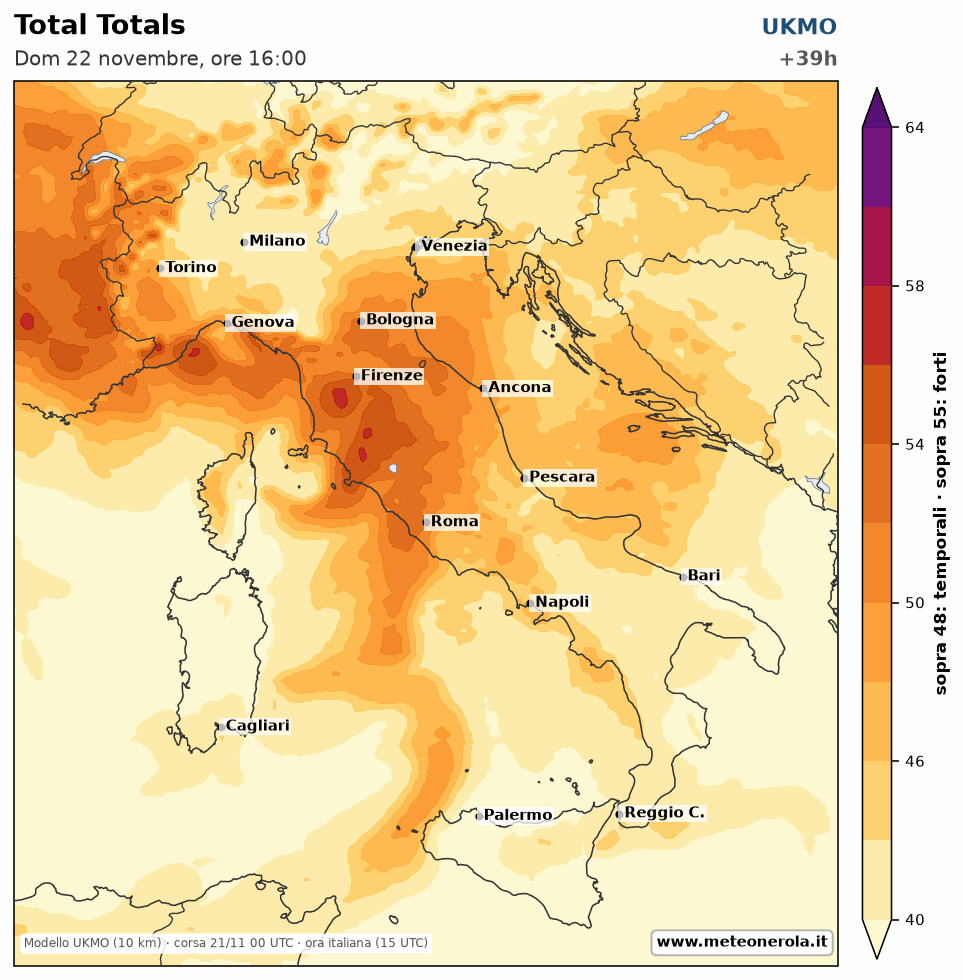 Total Totals
UKMO
Dom 22 novembre, ore 16:00
+39h
64
58
54
50
46
40
sopra 48: temporali · sopra 55: forti
Milano
Venezia
Torino
Genova
Bologna
Firenze
Ancona
Pescara
Roma
Bari
Napoli
Cagliari
Palermo
Reggio C.
Modello UKMO (10 km) · corsa 21/11 00 UTC · ora italiana (15 UTC)
www.meteonerola.it